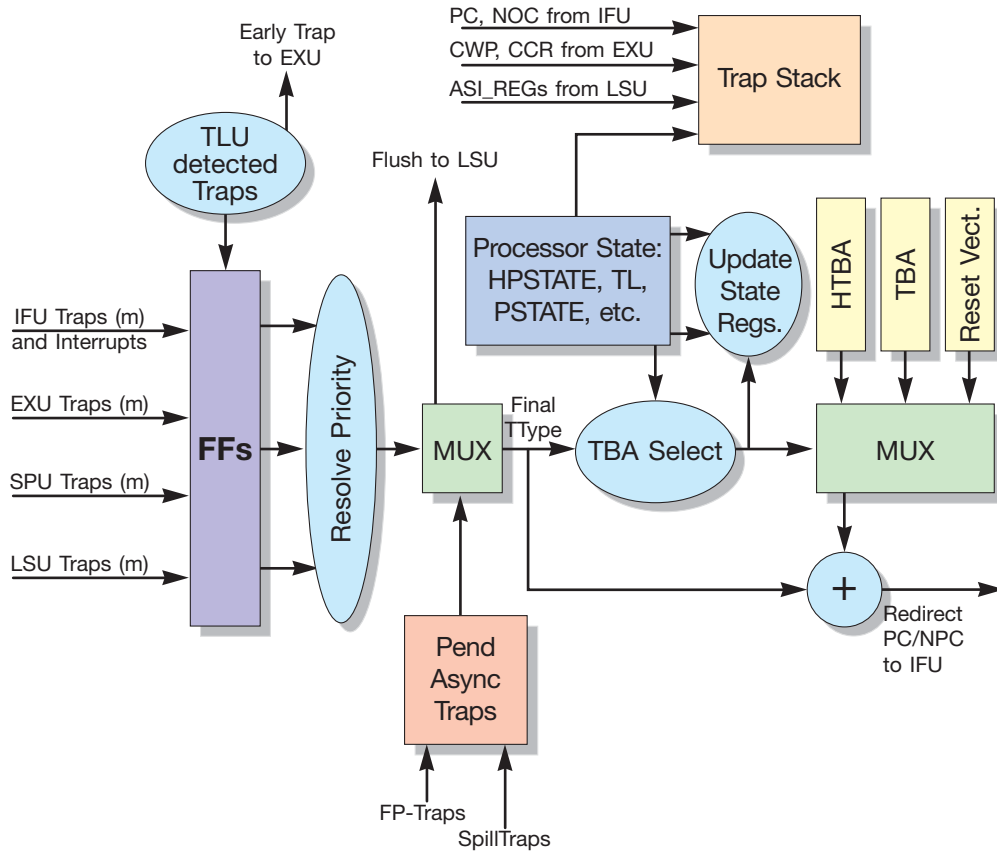 Early Trap
to EXU
PC, NOC from IFU
CWP, CCR from EXU
ASI_REGs from LSU
Trap Stack
TLU
detected
Traps
Flush to LSU
Processor State:
HPSTATE, TL,
PSTATE, etc.
Update
State
Regs.
HTBA
TBA
Reset Vect.
IFU Traps (m)
and Interrupts
EXU Traps (m)
SPU Traps (m)
LSU Traps (m)
FFs
Resolve Priority
MUX
Final
TType
TBA Select
MUX
+
Redirect
PC/NPC
to IFU
Pend
Async
Traps
FP-Traps
SpillTraps